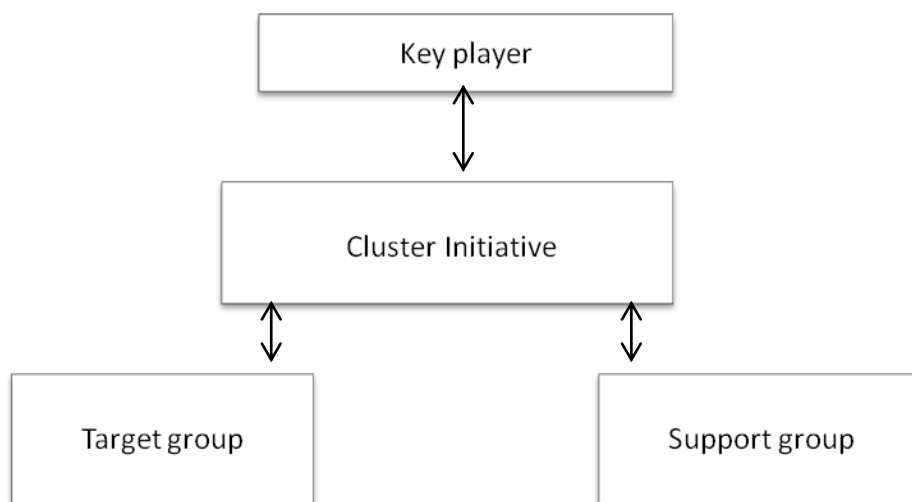 Key player
Cluster Initiative
Target group
Support group